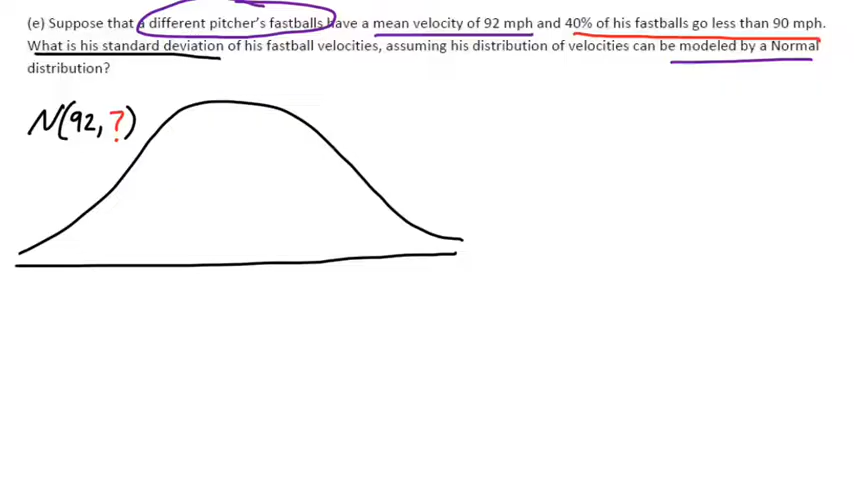 (e) Suppose that a different pitcher's fastballs have a mean velocity of 92 mph and 40% of his fastballs go less than 90 mph.
What is his standard deviation of his fastball velocities, assuming his distribution of velocities can be modeled by a Normal
distribution?
N(92, ?)